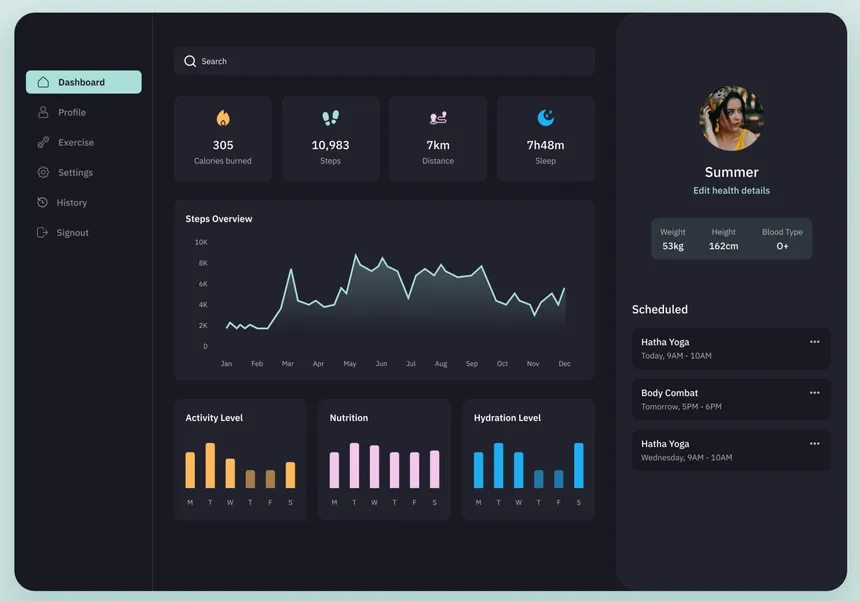 Dashboard
Profile
Exercise
Settings
History
Signout
Search
305
Calories burned
10,983
Steps
7km
Distance
7h48m
Sleep
Steps Overview
10K
8K
6K
4K
2K
0
Jan Feb Mar Apr May Jun Jul Aug Sep Oct Nov Dec
Activity Level
M T W T F S
Nutrition
M T W T F S
Hydration Level
M T W T F S
Summer
Edit health details
Weight Height Blood Type
53kg 162cm O+
Scheduled
Hatha Yoga
Today, 9AM - 10AM
Body Combat
Tomorrow, 5PM - 6PM
Hatha Yoga
Wednesday, 9AM - 10AM